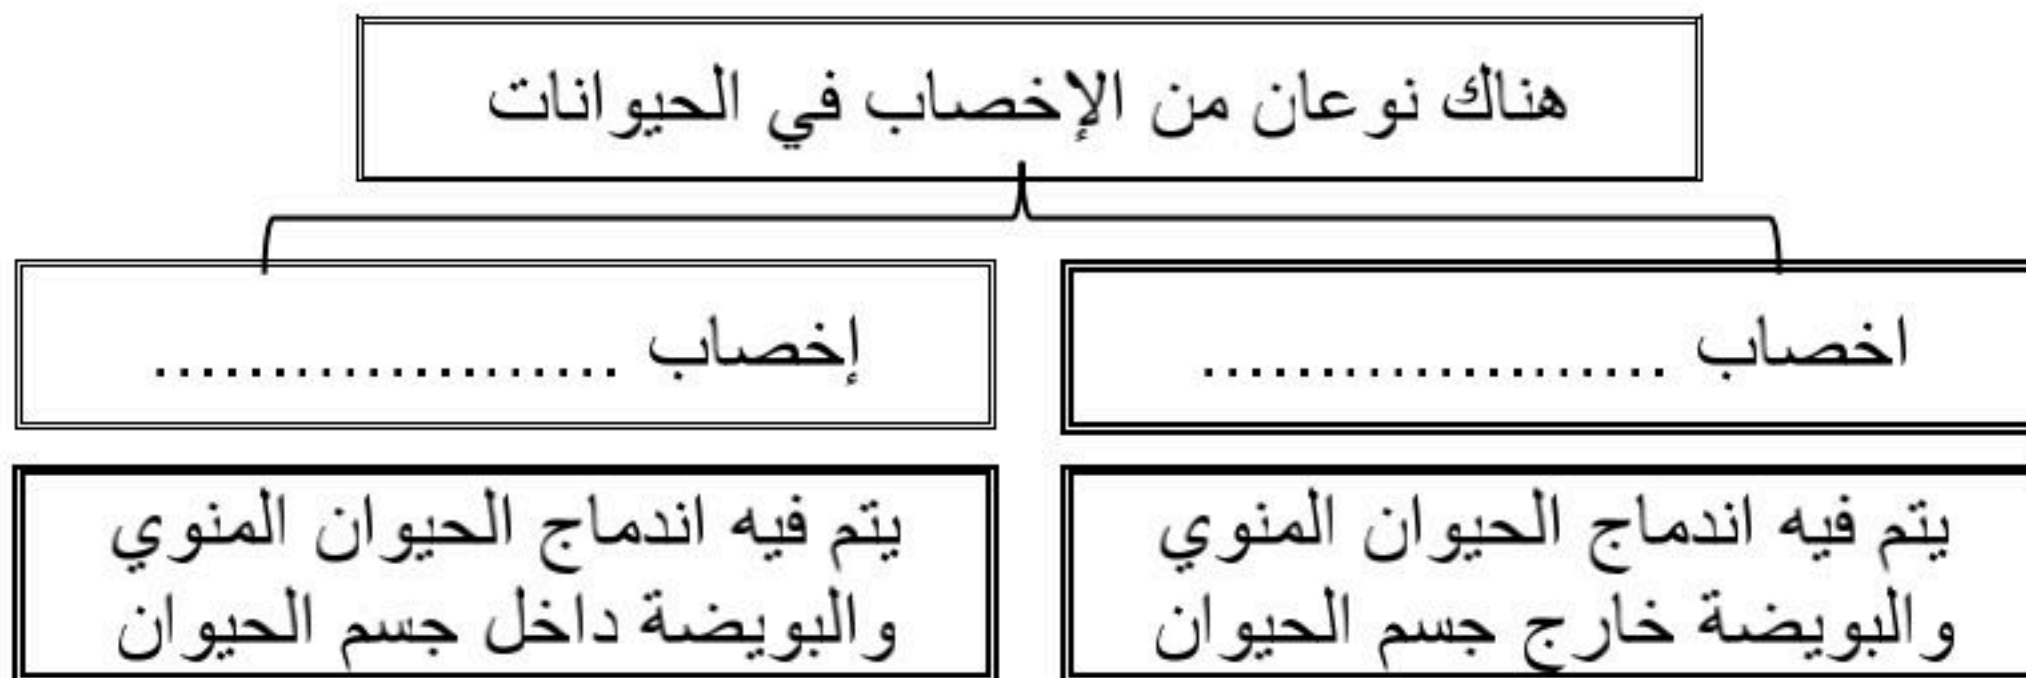 هناك نوعان من الإخصاب في الحيوانات
اخصاب ....................
إخصاب ....................
يتم فيه اندماج الحيوان المنوي
والبويضة خارج جسم الحيوان
يتم فيه اندماج الحيوان المنوي
والبويضة داخل جسم الحيوان